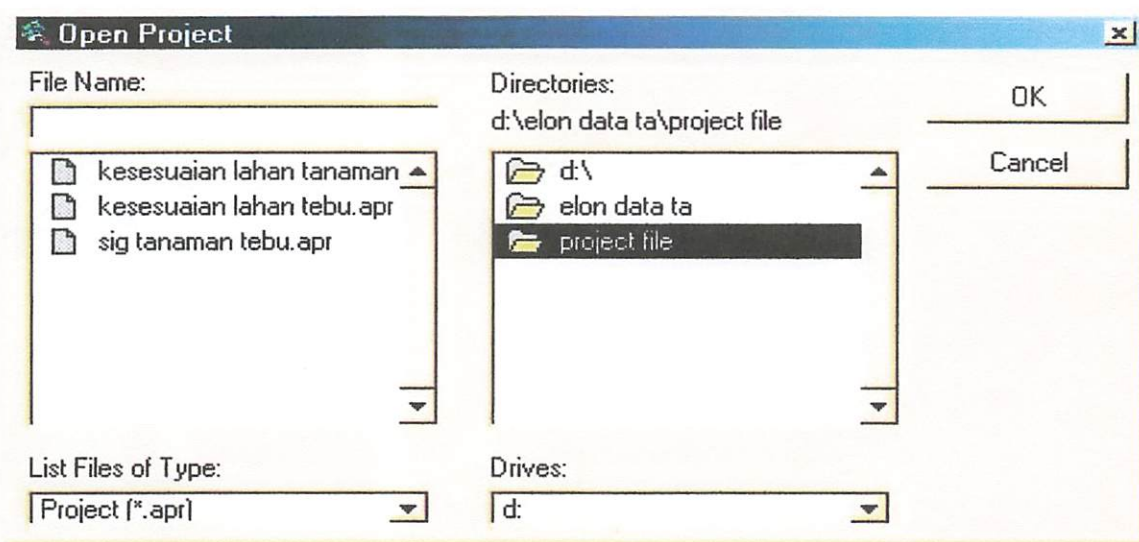 Open Project
File Name:
kesesuaian lahan tanaman
kesesuaian lahan tebu.apr
sig tanaman tebu.apr
List Files of Type:
Project (*.apr)
Directories:
d:\elon data ta\project file
d:\
elon data ta
project file
Drives:
d:
OK
Cancel